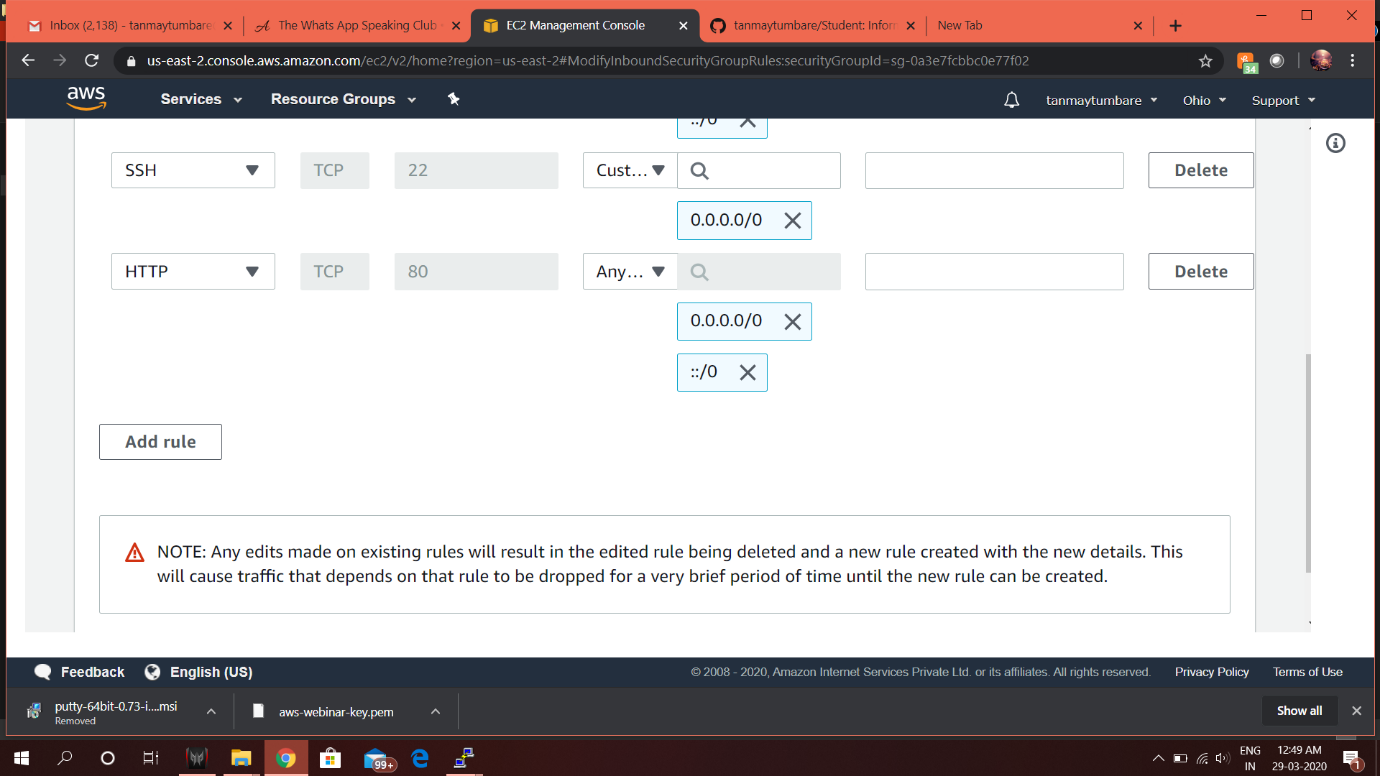 Inbox (2,138) - tanmaytumbare
The Whats App Speaking Club
EC2 Management Console
tanmaytumbare/Student: Inforr
New Tab
us-east-2.console.aws.amazon.com/ec2/v2/home?region=us-east-2#ModifyInboundSecurityGroupRules:securityGroupId=sg-0a3e7fcbbc0e77f02
34
aws
Services
Resource Groups
tanmaytumbare
Ohio
Support
::/0
SSH
TCP
22
Cust...
Delete
0.0.0.0/0
HTTP
TCP
80
Any...
Delete
0.0.0.0/0
::/0
Add rule
NOTE: Any edits made on existing rules will result in the edited rule being deleted and a new rule created with the new details. This
will cause traffic that depends on that rule to be dropped for a very brief period of time until the new rule can be created.
Feedback
English (US)
© 2008 - 2020, Amazon Internet Services Private Ltd. or its affiliates. All rights reserved.
Privacy Policy
Terms of Use
putty-64bit-0.73-i....msi
Removed
aws-webinar-key.pem
Show all
99+
ENG
IN
12:49 AM
29-03-2020
1